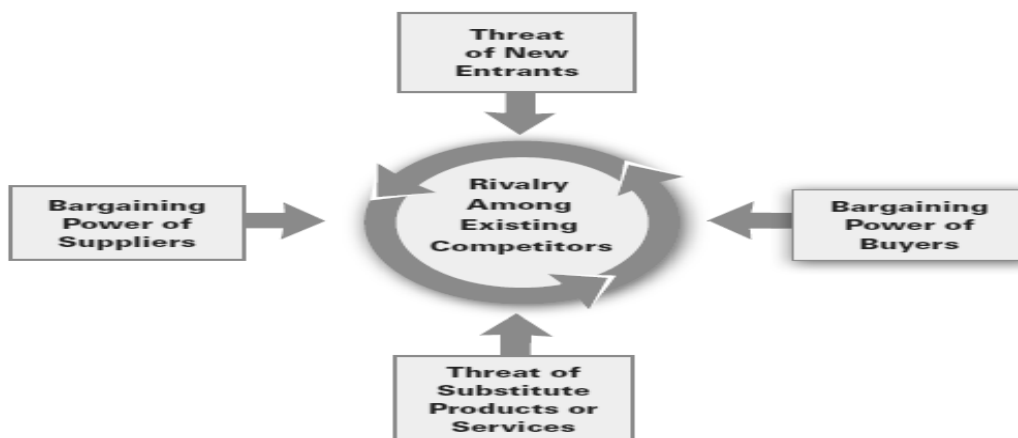 Threat
of New
Entrants
Bargaining
Power of
Suppliers
Rivalry
Among
Existing
Competitors
Bargaining
Power of
Buyers
Threat of
Substitute
Products or
Services